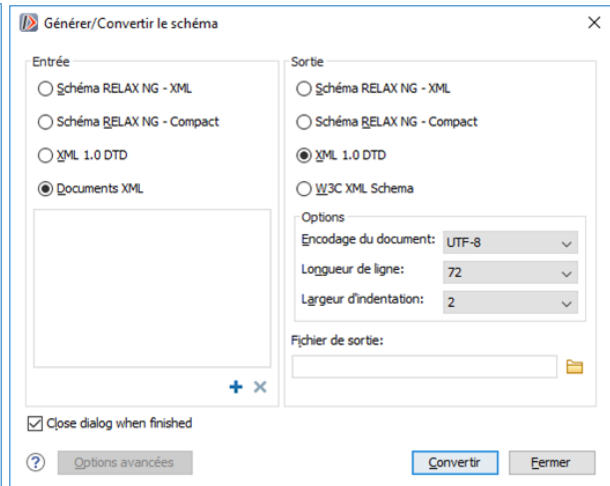 Générer/Convertir le schéma
Entrée
Schéma RELAX NG - XML
Schéma RELAX NG - Compact
XML 1.0 DTD
Documents XML
Sortie
Schéma RELAX NG - XML
Schéma RELAX NG - Compact
XML 1.0 DTD
W3C XML Schema
Options
Encodage du document: UTF-8
Longueur de ligne: 72
Largeur d'indentation: 2
Fichier de sortie:
Close dialog when finished
? Options avancées Convertir Fermer